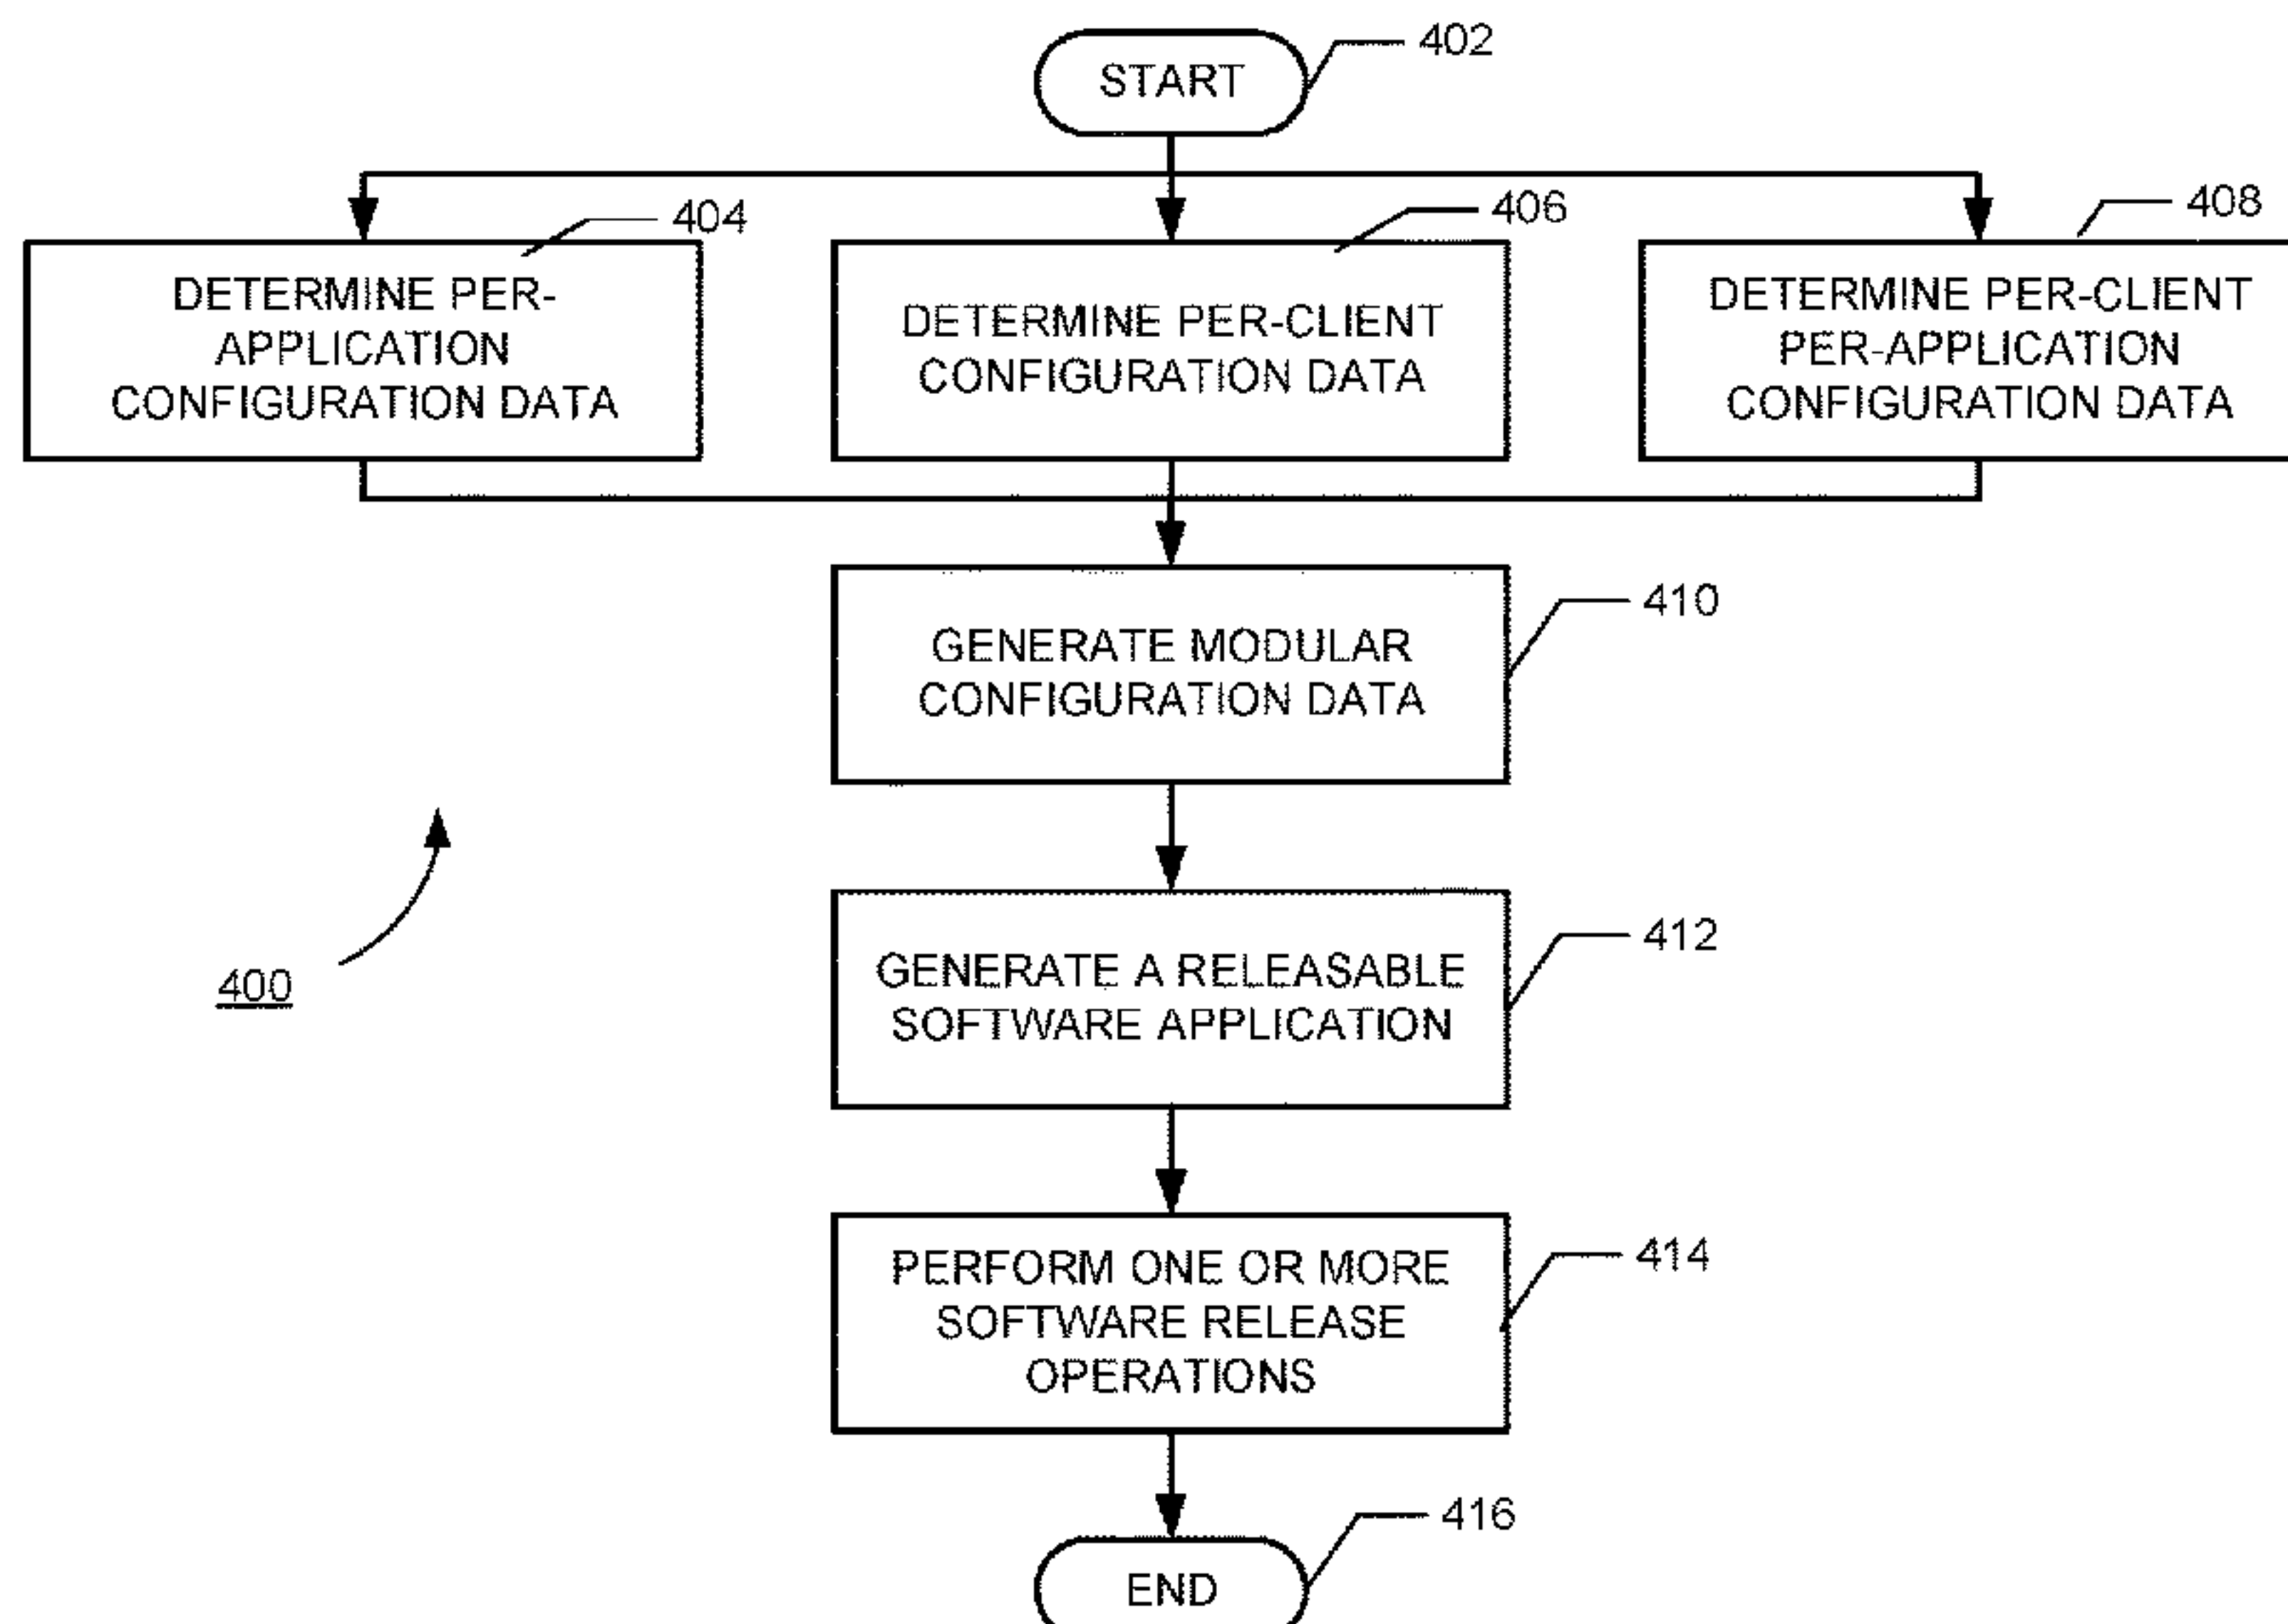 START
402
404
406
408
DETERMINE PER-
APPLICATION
CONFIGURATION DATA
DETERMINE PER-CLIENT
CONFIGURATION DATA
DETERMINE PER-CLIENT
PER-APPLICATION
CONFIGURATION DATA
410
GENERATE MODULAR
CONFIGURATION DATA
412
GENERATE A RELEASABLE
SOFTWARE APPLICATION
400
414
PERFORM ONE OR MORE
SOFTWARE RELEASE
OPERATIONS
416
END